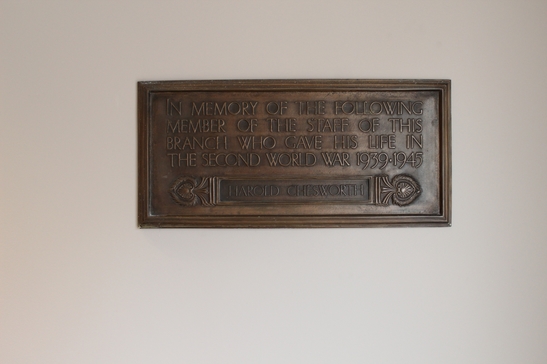 IN MEMORY OF THE FOLLOWING
MEMBER OF THE STAFF OF THIS
BRANCH WHO GAVE HIS LIFE IN
THE SECOND WORLD WAR 1939·1945
HAROLD